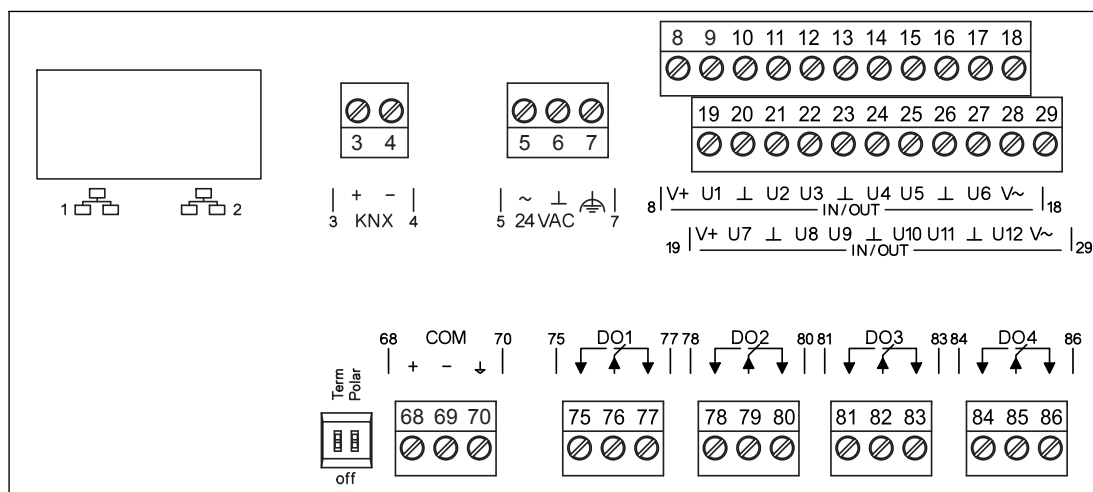 8 9 10 11 12 13 14 15 16 17 18
19 20 21 22 23 24 25 26 27 28 29
3 4
5 6 7
1 2
+ −
3 KNX 4
~ ⊥
5 24 VAC 7
8 V+ U1 ⊥ U2 U3 ⊥ U4 U5 ⊥ U6 V~ 18
IN/OUT
19 V+ U7 ⊥ U8 U9 ⊥ U10 U11 ⊥ U12 V~ 29
IN/OUT
68 COM 70
+ −
75 DO1 77
78 DO2 80
81 DO3 83
84 DO4 86
Term
Polar
off
68 69 70
75 76 77
78 79 80
81 82 83
84 85 86